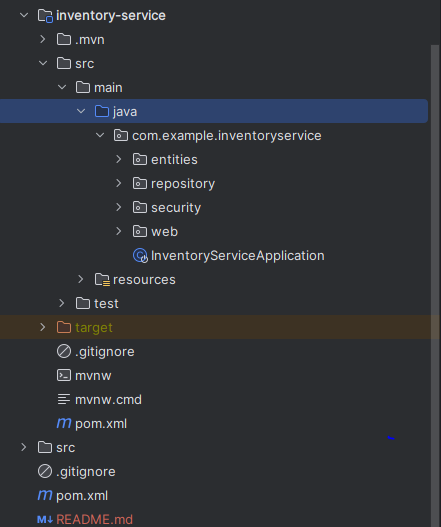 inventory-service
.mvn
src
main
java
com.example.inventoryservice
entities
repository
security
web
InventoryServiceApplication
resources
test
target
.gitignore
mvnw
mvnw.cmd
pom.xml
src
.gitignore
pom.xml
README.md